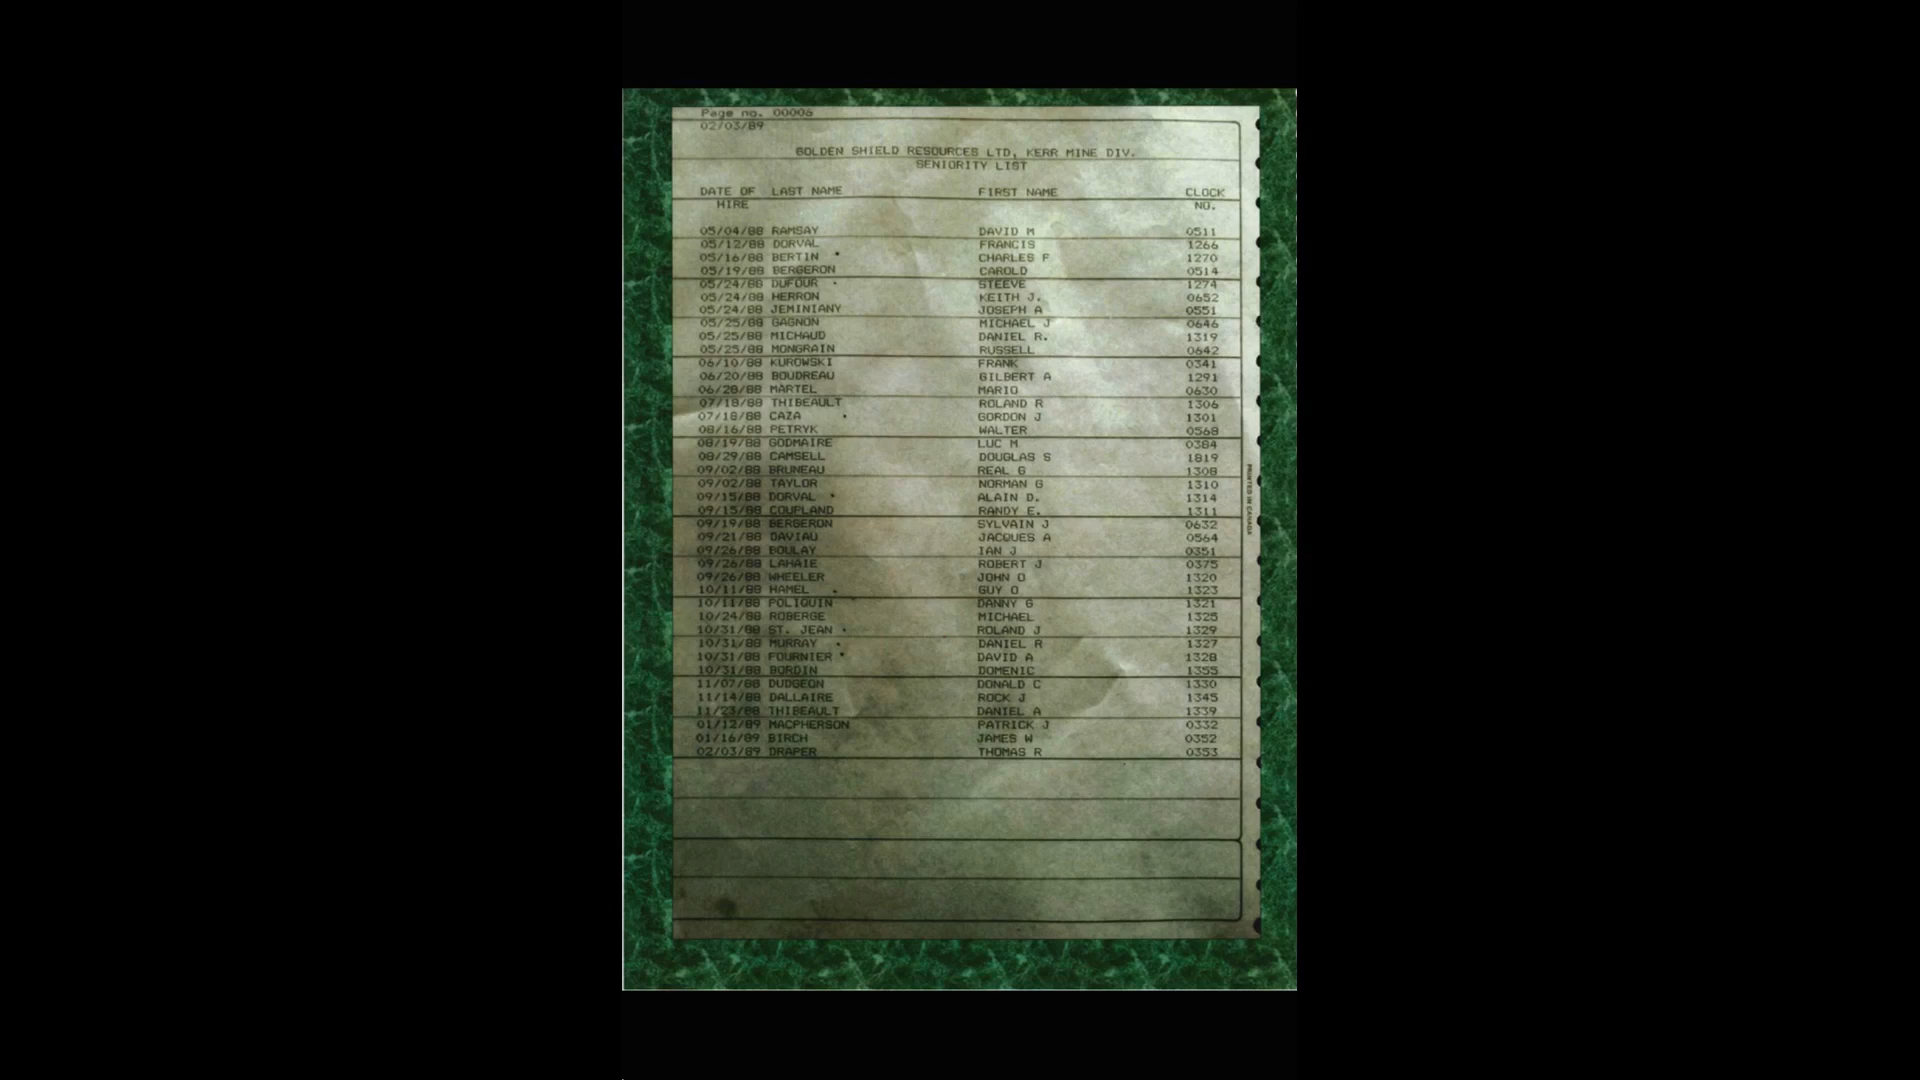 Page no. 00006
02/03/89
GOLDEN SHIELD RESOURCES LTD, KERR MINE DIV.
SENIORITY LIST
DATE OF LAST NAME FIRST NAME CLOCK
HIRE NO.
05/04/88 RAMSAY DAVID M 0511
05/12/88 DORVAL FRANCIS 1266
05/16/88 BERTIN CHARLES F 1270
05/19/88 BERGERON CAROLD 0514
05/24/88 DUFOUR STEEVE 1274
05/24/88 HERRON KEITH J. 0652
05/24/88 JEMINIANY JOSEPH A 0551
05/25/88 GAGNON MICHAEL J 0646
05/25/88 MICHAUD DANIEL R. 1319
05/25/88 MONGRAIN RUSSELL 0642
06/10/88 KUROWSKI FRANK 0341
06/20/88 BOUDREAU GILBERT A 1291
06/28/88 MARTEL MARIO 0630
07/18/88 THIBEAULT ROLAND R 1306
07/18/88 CAZA GORDON J 1301
08/16/88 PETRYK WALTER 0568
08/19/88 GODMAIRE LUC M 0384
08/29/88 CAMSELL DOUGLAS S 1819
09/02/88 BRUNEAU REAL G 1308
09/02/88 TAYLOR NORMAN G 1310
09/15/88 DORVAL ALAIN D. 1314
09/15/88 COUPLAND RANDY E. 1311
09/19/88 BERGERON SYLVAIN J 0632
09/21/88 DAVIAU JACQUES A 0564
09/26/88 BOULAY IAN J 0351
09/26/88 LAHAIE ROBERT J 0375
09/26/88 WHEELER JOHN O 1320
10/11/88 HAMEL GUY O 1323
10/11/88 POLIQUIN DANNY G 1321
10/24/88 ROBERGE MICHAEL 1325
10/31/88 ST. JEAN ROLAND J 1329
10/31/88 MURRAY DANIEL R 1327
10/31/88 FOURNIER DAVID A 1328
10/31/88 BORDIN DOMENIC 1355
11/07/88 DUDGEON DONALD C 1330
11/14/88 DALLAIRE ROCK J 1345
11/23/88 THIBEAULT DANIEL A 1339
01/12/89 MACPHERSON PATRICK J 0332
01/16/89 BIRCH JAMES W 0352
02/03/89 DRAPER THOMAS R 0353
PRINTED IN CANADA